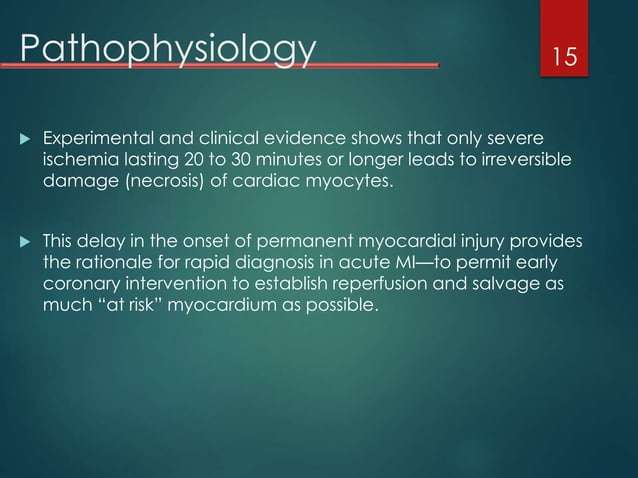 Pathophysiology
15
Experimental and clinical evidence shows that only severe
ischemia lasting 20 to 30 minutes or longer leads to irreversible
damage (necrosis) of cardiac myocytes.
This delay in the onset of permanent myocardial injury provides
the rationale for rapid diagnosis in acute MI—to permit early
coronary intervention to establish reperfusion and salvage as
much “at risk” myocardium as possible.